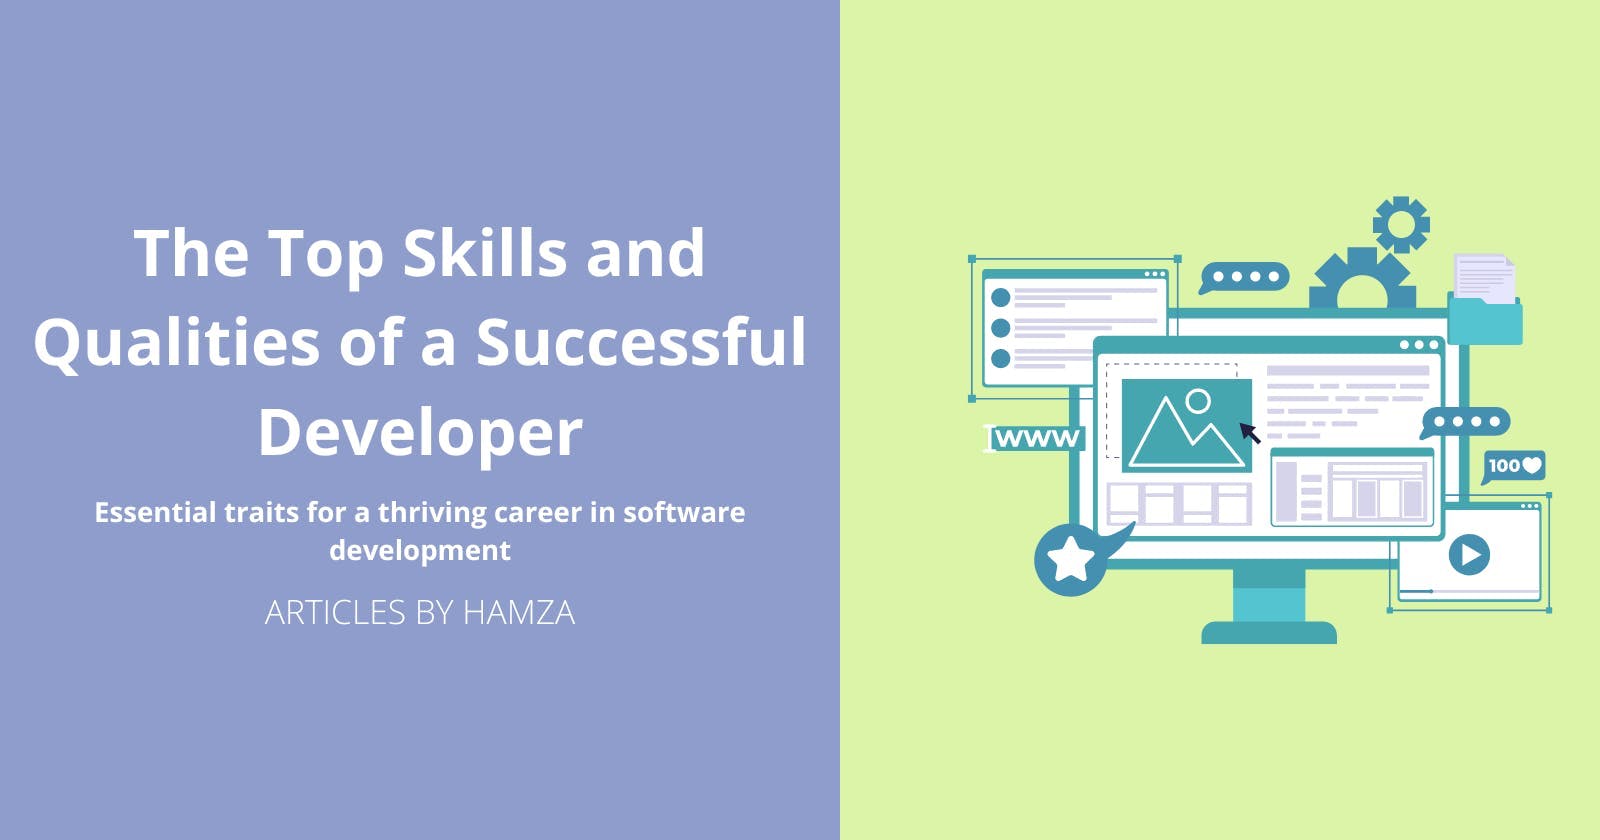 The Top Skills and
Qualities of a Successful
Developer
Essential traits for a thriving career in software
development
ARTICLES BY HAMZA
WWW
100